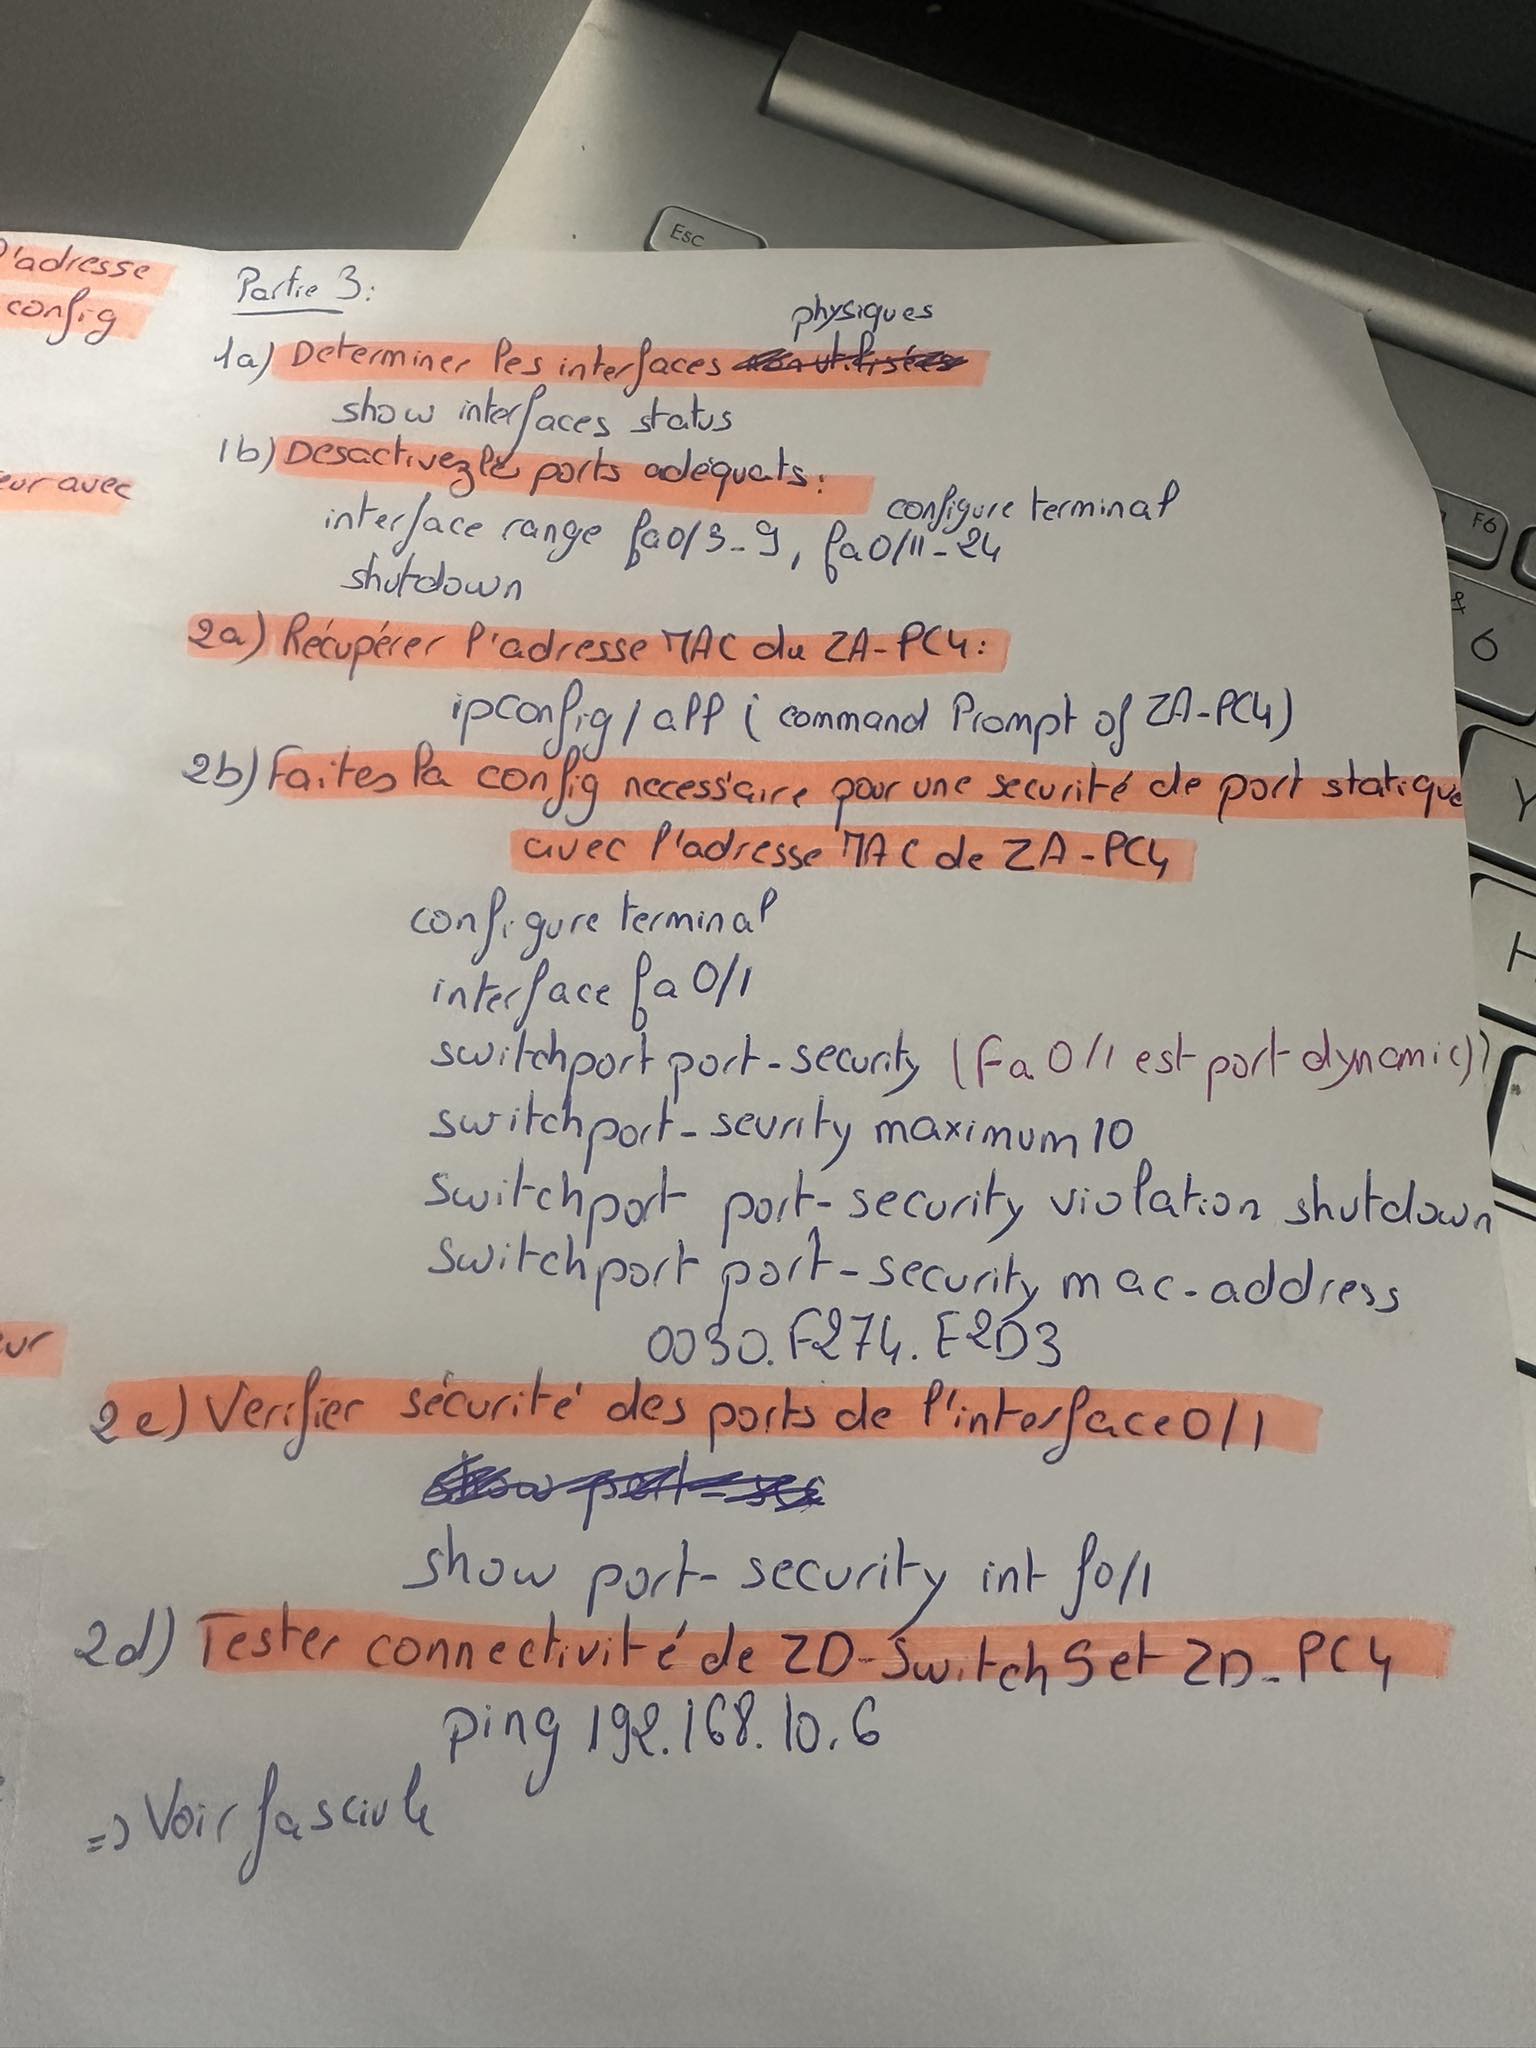 D'adresse
config
eur avec
eur
Partie 3:
physiques
1a) Determiner les interfaces
show interfaces status
1b) Desactivez le ports adéquats:
configure terminal
interface range fa0/3-9, fa0/11-24
shutdown
2a) Récupérer l'adresse MAC du ZA-PC4:
ipconfig/all (command Prompt of ZA-PC4)
2b) Faites la config necessaire pour une securité de port statique
avec l'adresse MAC de ZA-PC4
configure terminal
interface fa0/1
switchport port-security (Fa0/1 est port dynamic)
switchport-seurity maximum 10
switchport port-security violation shutdown
switchport port-security mac-address
0030.F274.E2D3
2c) Verifier sécurité des ports de l'interface 0/1
show port-security int f0/1
2d) Tester connectivité de ZD-Switch S et ZD-PC4
ping 192.168.10.6
=> Voir fascicule
Esc
F6
&
6
Y
H